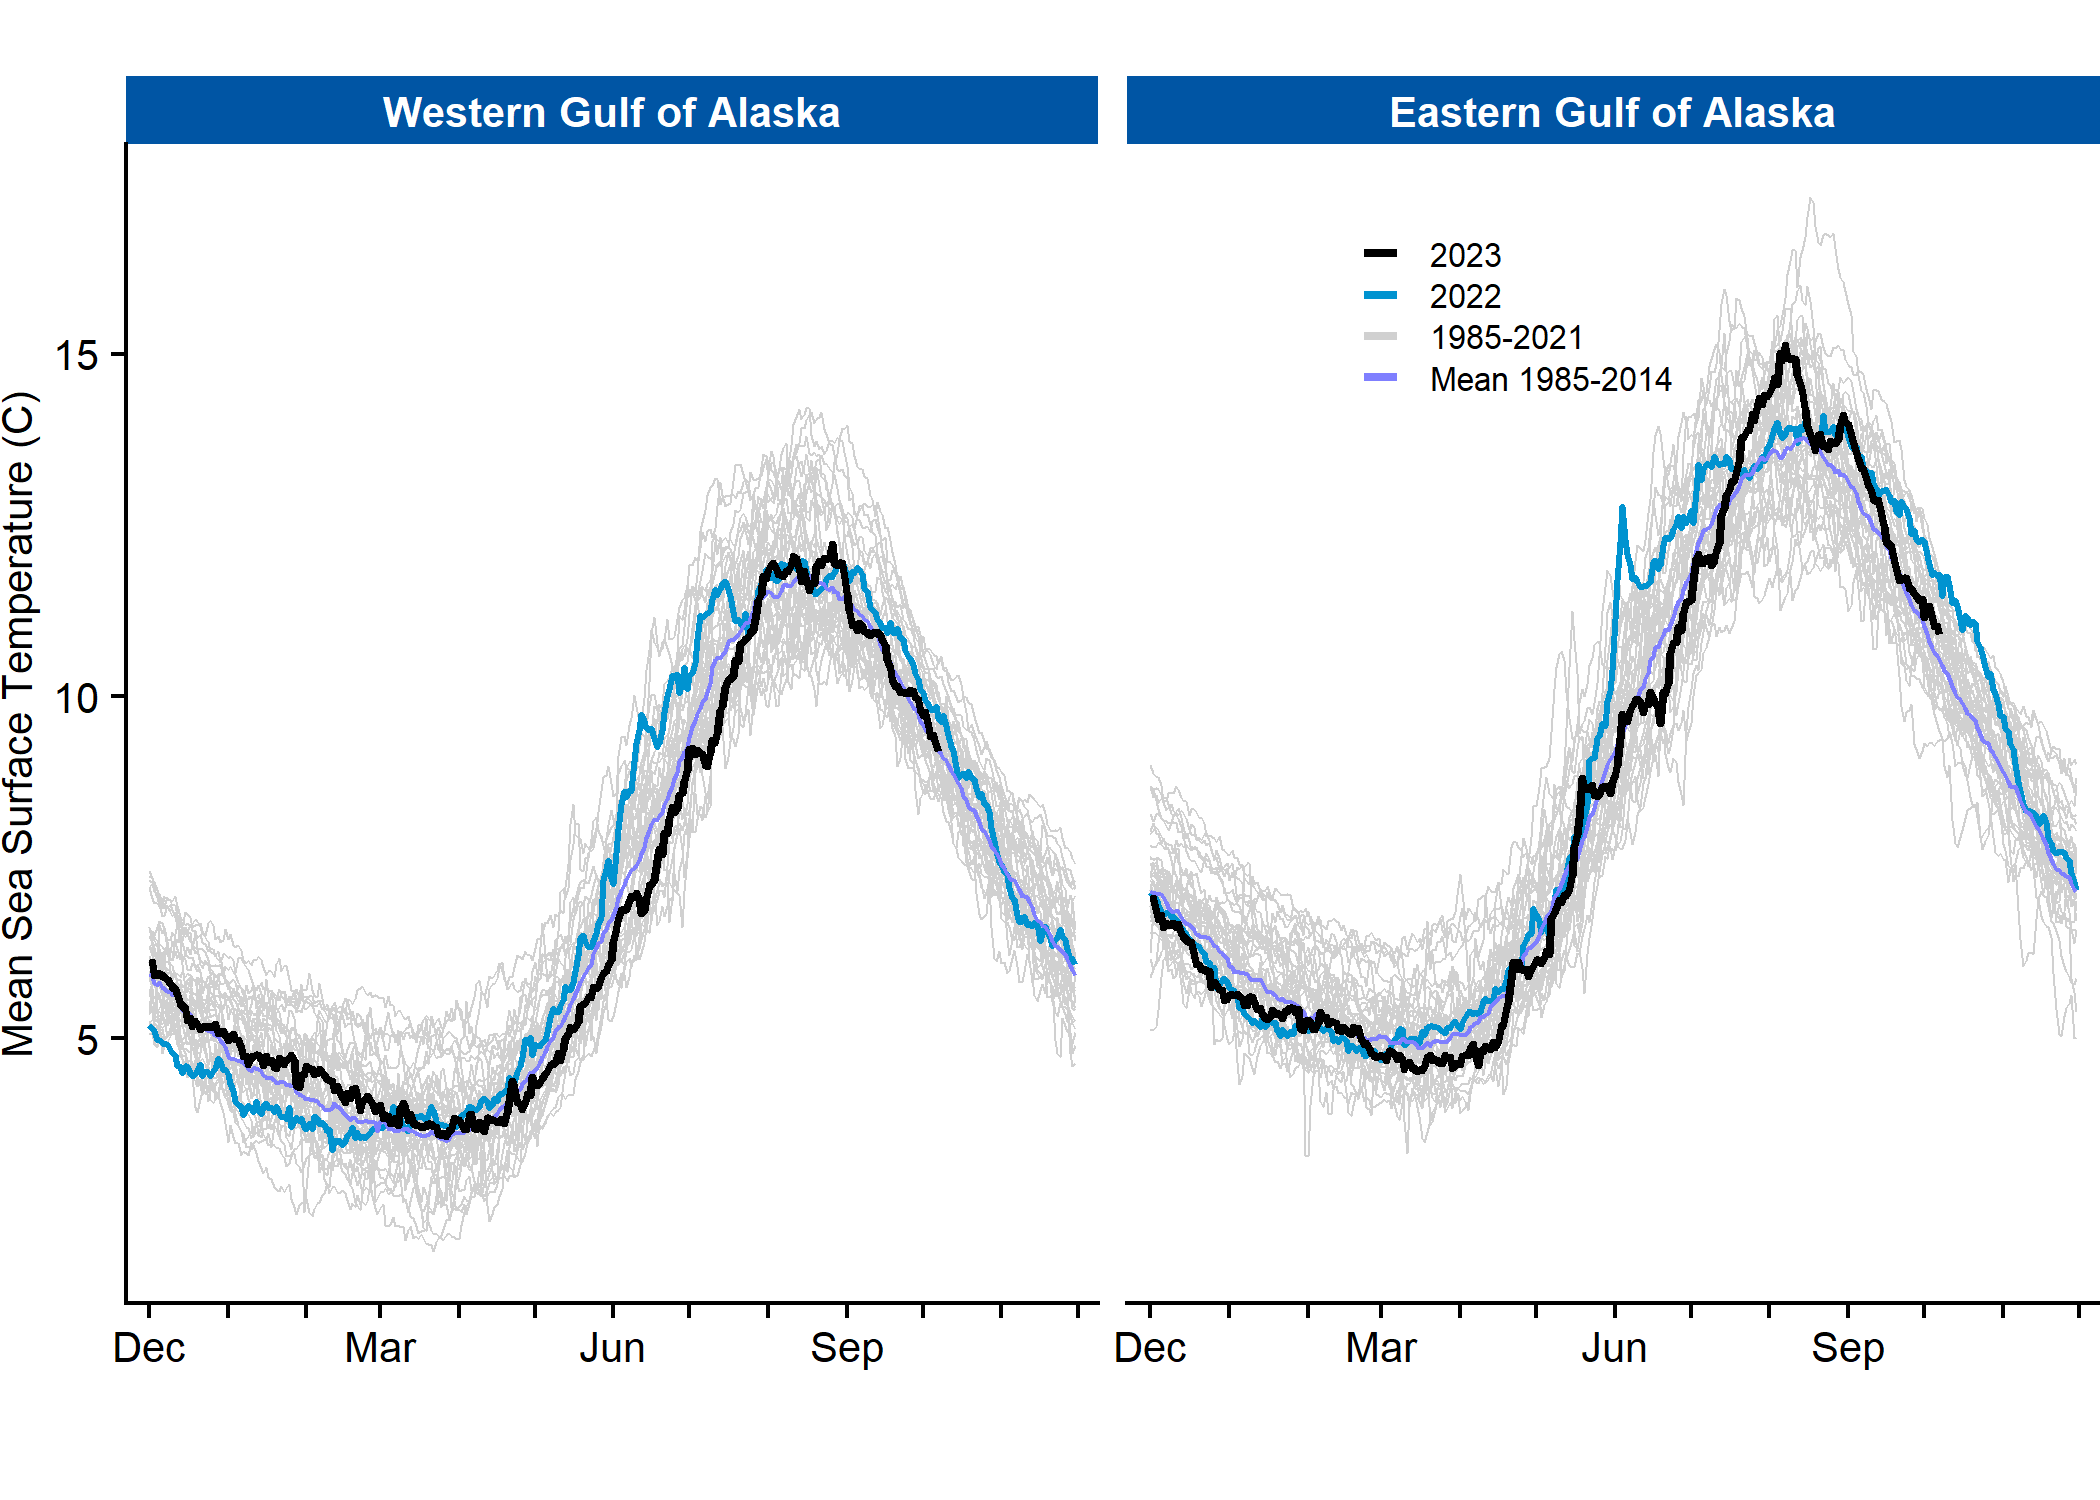 Western Gulf of Alaska
Eastern Gulf of Alaska
2023
2022
1985-2021
Mean 1985-2014
Mean Sea Surface Temperature (C)
15
10
5
Dec Mar Jun Sep
Dec Mar Jun Sep